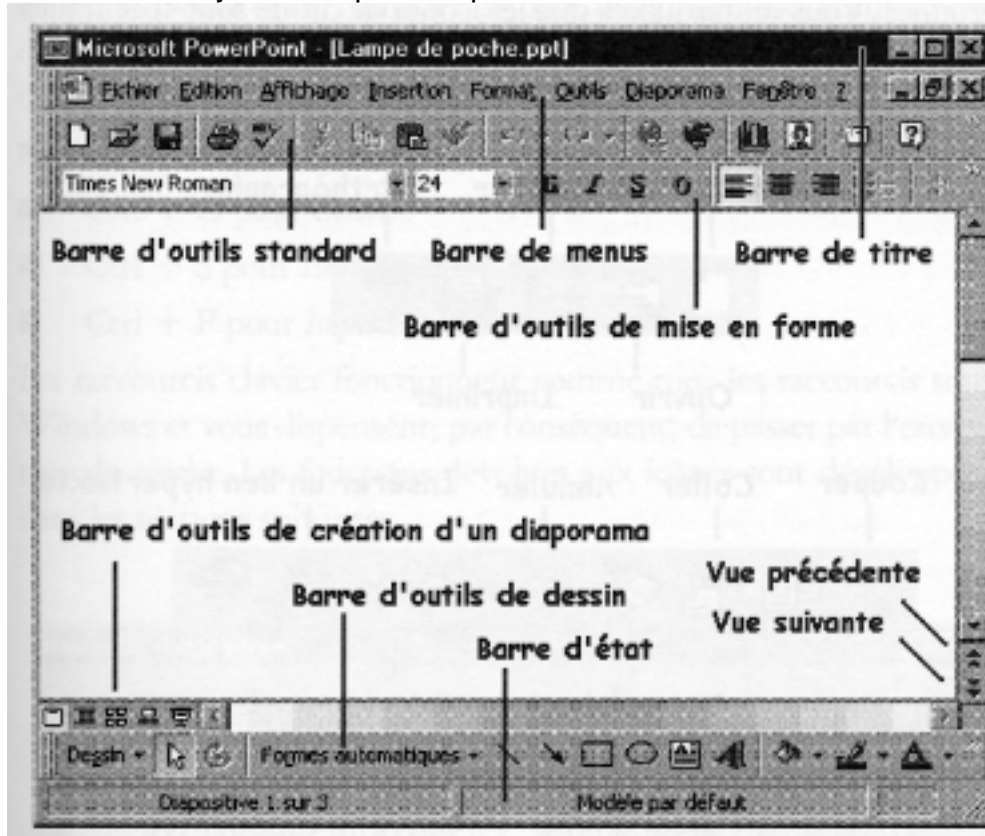 Microsoft PowerPoint - [Lampe de poche.ppt]
Fichier Edition Affichage Insertion Format Outils Diaporama Fenêtre ?
Times New Roman 24 G I S O
Barre d'outils standard Barre de menus Barre de titre
Barre d'outils de mise en forme
Barre d'outils de création d'un diaporama
Vue précédente
Barre d'outils de dessin
Vue suivante
Barre d'état
Dessin Formes automatiques
Diapositive 1 sur 3 Modèle par défaut